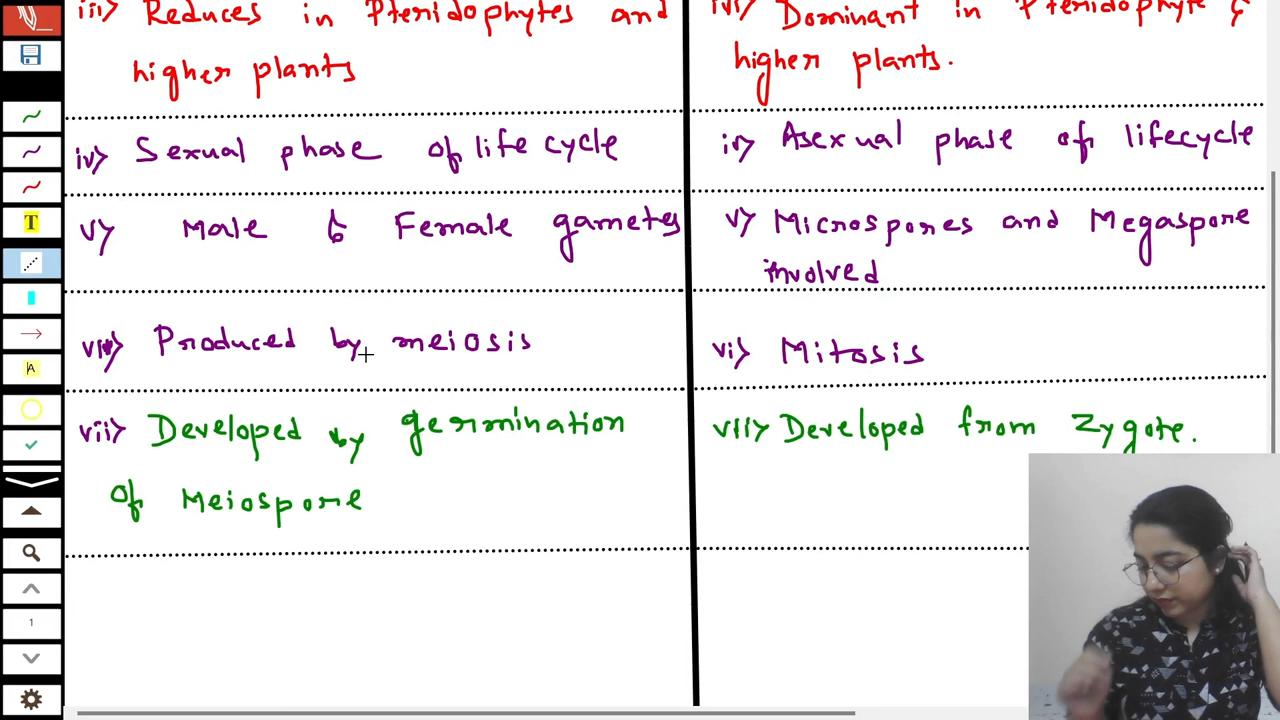 iii) Reduces in Pteridophytes and
higher plants
iii) Dominant in Pteridophyte &
higher plants.
iv) Sexual phase of life cycle
iv) Asexual phase of lifecycle
v) Male & Female gametes
v) Microspores and Megaspore
involved
vi) Produced by meiosis
vi) Mitosis
vii) Developed by germination
of Meiospore
vii) Developed from Zygote.
T
A
1